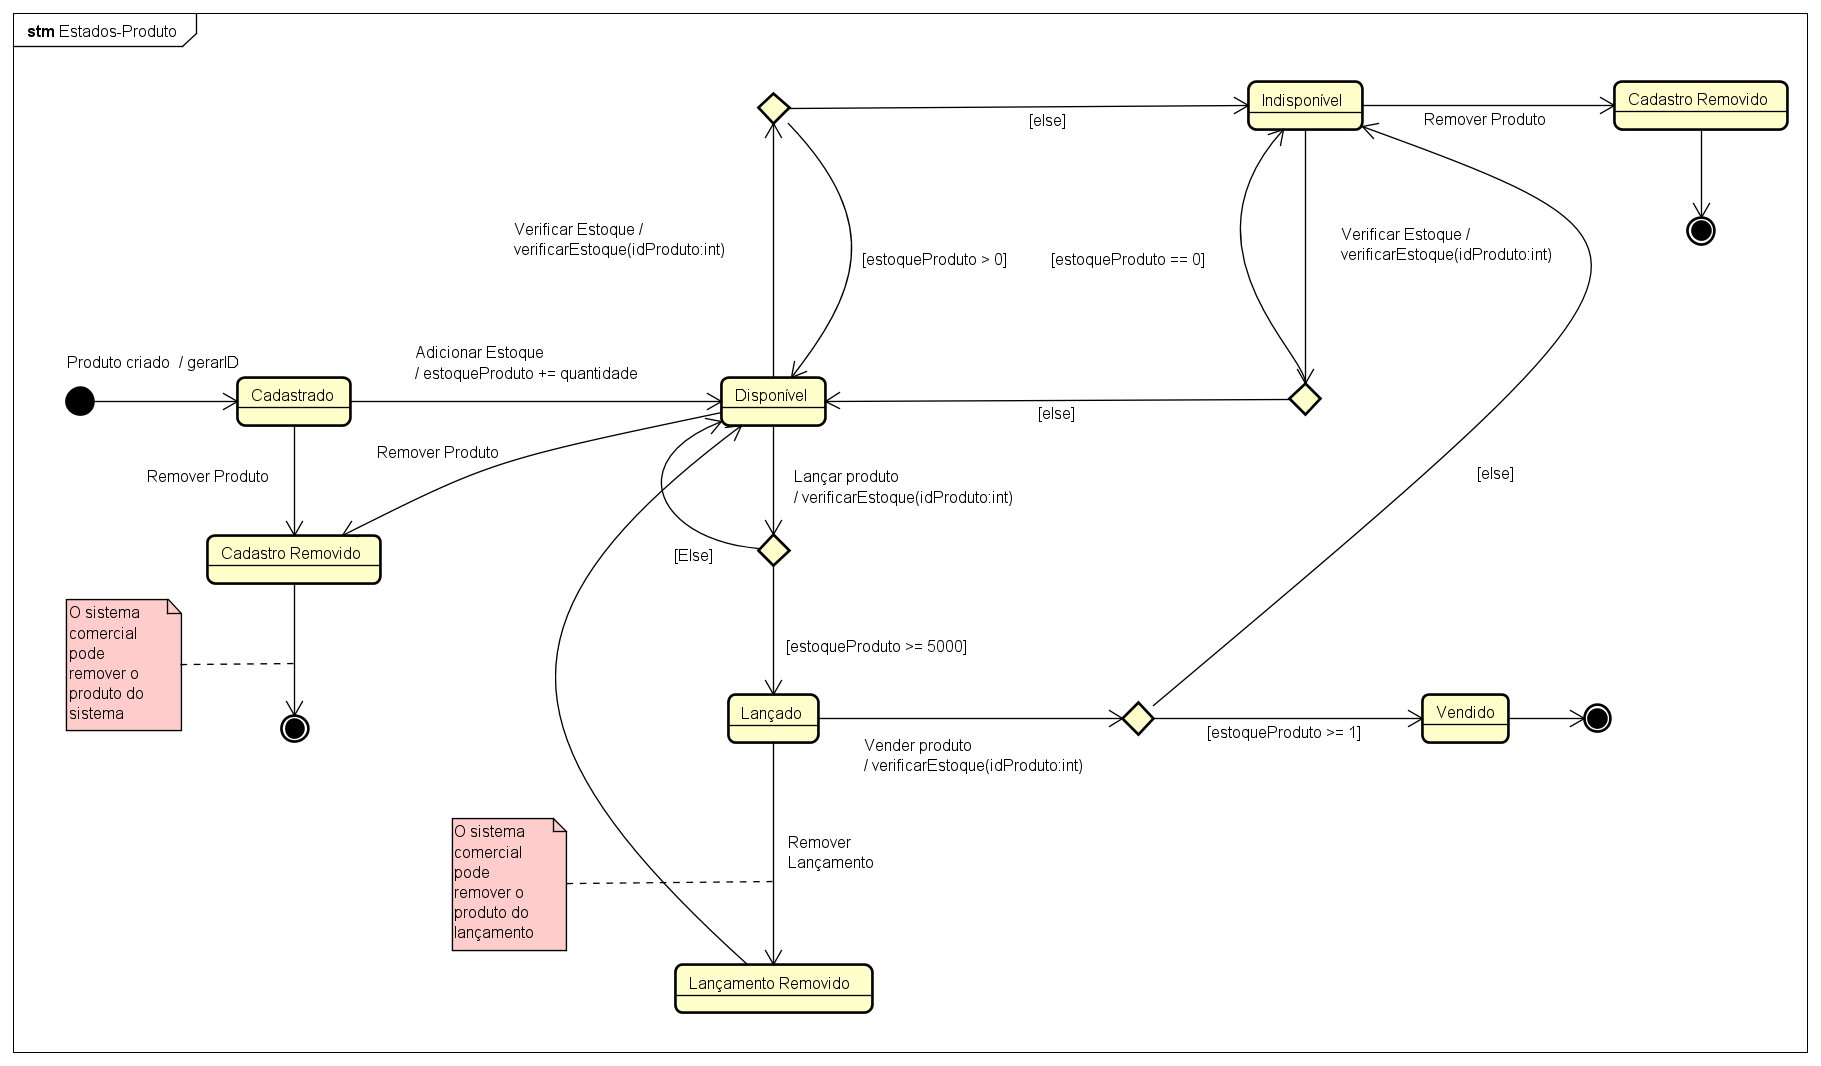 stm Estados-Produto
Indisponível
Cadastro Removido
[else]
Remover Produto
Verificar Estoque /
verificarEstoque(idProduto:int)
[estoqueProduto > 0]
[estoqueProduto == 0]
Verificar Estoque /
verificarEstoque(idProduto:int)
Produto criado / gerarID
Adicionar Estoque
/ estoqueProduto += quantidade
Cadastrado
Disponível
[else]
Remover Produto
Remover Produto
Lançar produto
/ verificarEstoque(idProduto:int)
[else]
Cadastro Removido
[Else]
O sistema
comercial
pode
remover o
produto do
sistema
[estoqueProduto >= 5000]
Lançado
Vendido
[estoqueProduto >= 1]
Vender produto
/ verificarEstoque(idProduto:int)
O sistema
comercial
pode
remover o
produto do
lançamento
Remover
Lançamento
Lançamento Removido